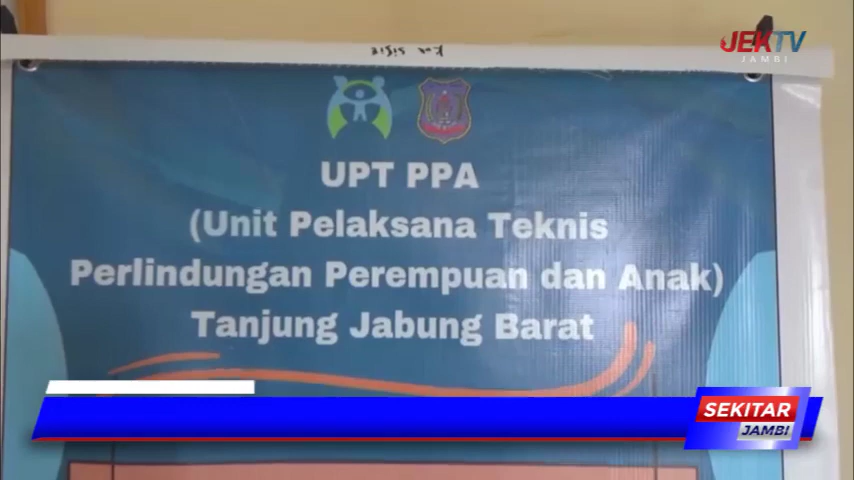 JEKTV
JAMBI
UPT PPA
(Unit Pelaksana Teknis
Perlindungan Perempuan dan Anak)
Tanjung Jabung Barat
SEKITAR
JAMBI